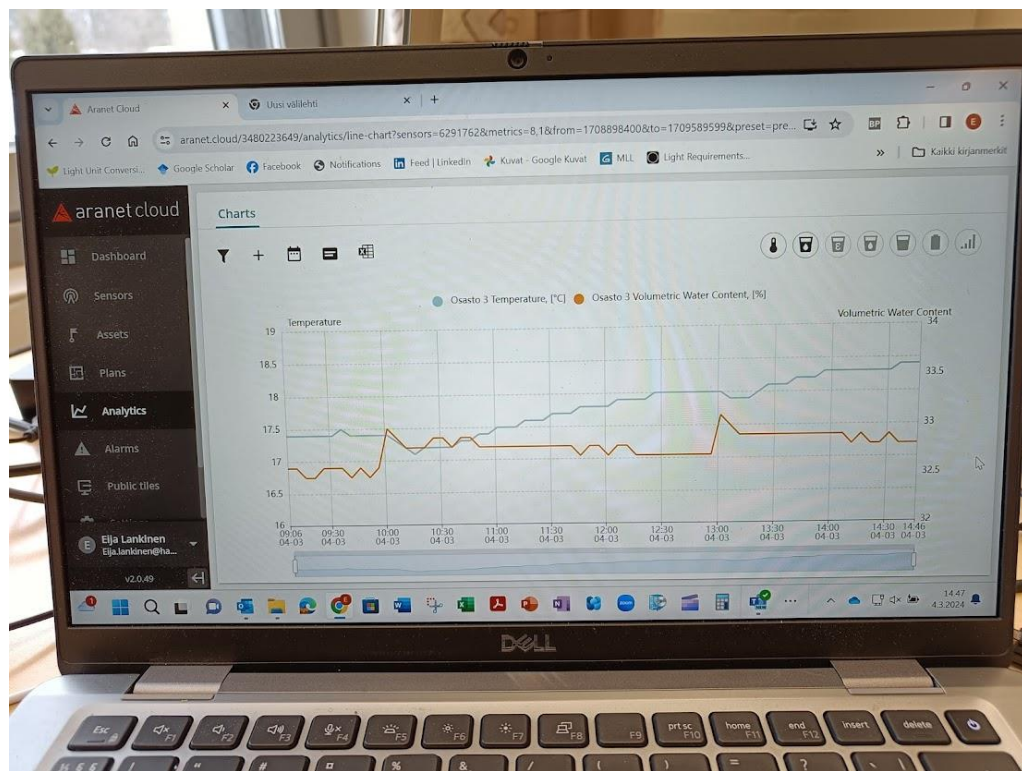 Aranet Cloud
Uusi välilehti
aranet.cloud/3480223649/analytics/line-chart?sensors=6291762&metrics=8,1&from=1708898400&to=1709589599&preset=pre...
E
Light Unit Conversi...
Google Scholar
Facebook
Notifications
Feed | LinkedIn
Kuvat - Google Kuvat
MLL
Light Requirements...
»
Kaikki kirjanmerkit
aranet cloud
Charts
Dashboard
Sensors
Assets
Plans
Analytics
Alarms
Public tiles
E
Eija Lankinen
Eija.lankinen@ha...
v2.0.49
Osasto 3 Temperature, [°C]
Osasto 3 Volumetric Water Content, [%]
Temperature
Volumetric Water Content
19
18.5
18
17.5
17
16.5
16
34
33.5
33
32.5
32
09:06 09:30 10:00 10:30 11:00 11:30 12:00 12:30 13:00 13:30 14:00 14:30 14:46
04-03 04-03 04-03 04-03 04-03 04-03 04-03 04-03 04-03 04-03 04-03 04-03 04-03
14.47
4.3.2024
DELL
Esc
F1
F2
F3
F4
F5
F6
F7
F8
F9
prt sc
F10
home
F11
end
F12
insert
delete
! " # ¤ % & / ( ) = ?